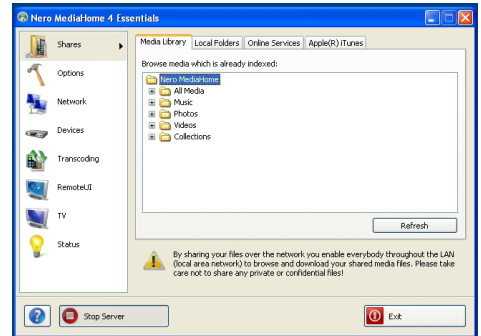 Nero MediaHome 4 Essentials
Shares
Options
Network
Devices
Transcoding
RemoteUI
TV
Status
Media Library Local Folders Online Services Apple(R) iTunes
Browse media which is already indexed:
Nero MediaHome
All Media
Music
Photos
Videos
Collections
Refresh
By sharing your files over the network you enable everybody throughout the LAN
(local area network) to browse and download your shared media files. Please take
care not to share any private or confidential files!
Stop Server
Exit